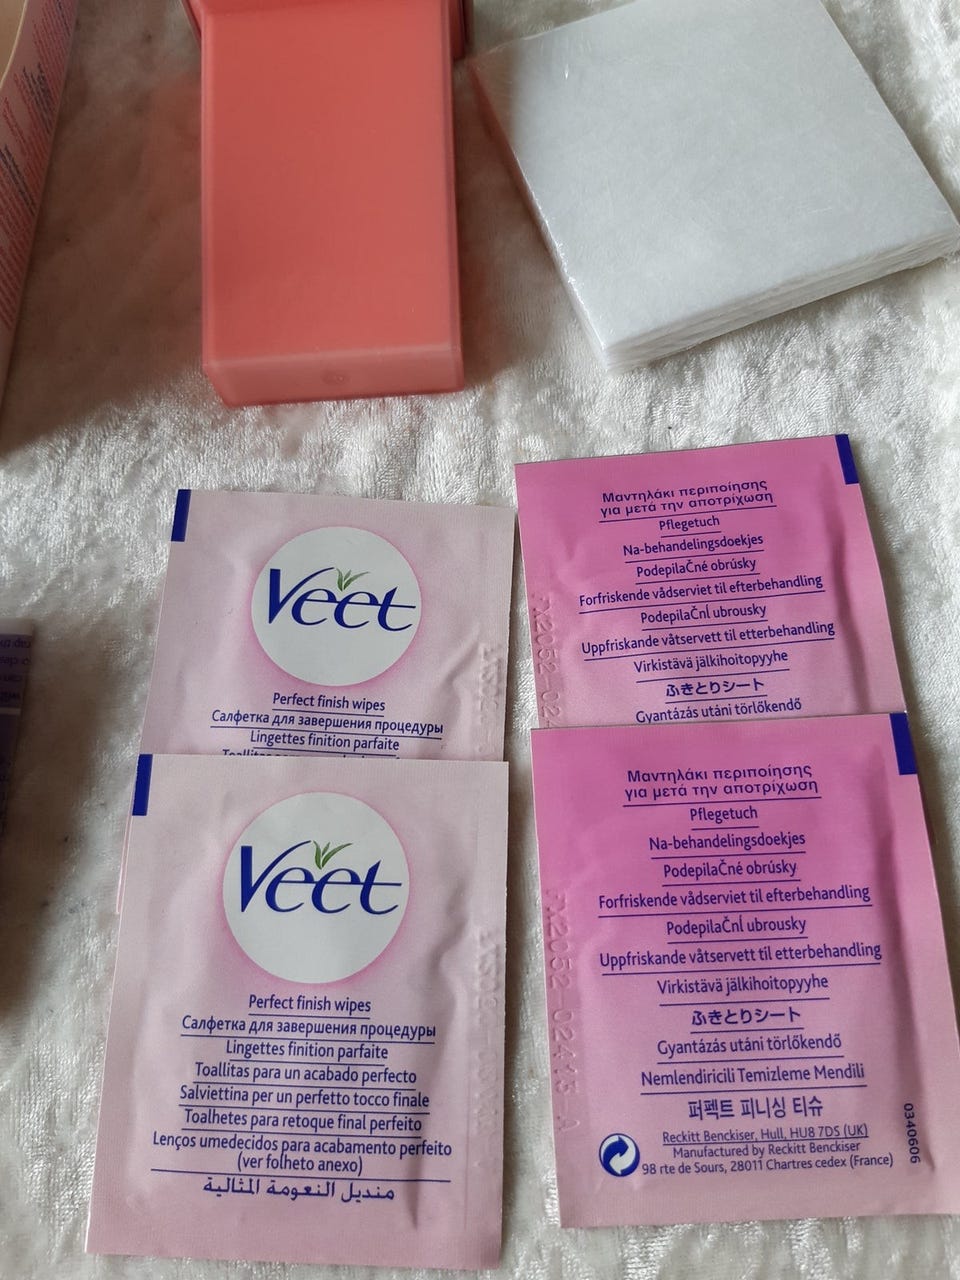 Veet
Perfect finish wipes
Салфетка для завершения процедуры
Lingettes finition parfaite
Μαντηλάκι περιποίησης
για μετά την αποτρίχωση
Pflegetuch
Na-behandelingsdoekjes
PodepilaČné obrúsky
Forfriskende vådserviet til efterbehandling
PodepilaČnĺ ubrousky
Uppfriskande våtservett til etterbehandling
Virkistävä jälkihoitopyyhe
ふきとりシート
Gyantázás utáni törlőkendő
Veet
Perfect finish wipes
Салфетка для завершения процедуры
Lingettes finition parfaite
Toallitas para un acabado perfecto
Salviettina per un perfetto tocco finale
Toalhetes para retoque final perfeito
Lenços umedecidos para acabamento perfeito
(ver folheto anexo)
منديل النعومة المثالية
Μαντηλάκι περιποίησης
για μετά την αποτρίχωση
Pflegetuch
Na-behandelingsdoekjes
PodepilaČné obrúsky
Forfriskende vådserviet til efterbehandling
PodepilaČnĺ ubrousky
Uppfriskande våtservett til etterbehandling
Virkistävä jälkihoitopyyhe
ふきとりシート
Gyantázás utáni törlőkendő
Nemlendiricili Temizleme Mendili
퍼펙트 피니싱 티슈
Reckitt Benckiser, Hull, HU8 7DS (UK)
Manufactured by Reckitt Benckiser
98 rte de Sours, 28011 Chartres cedex (France)
0340606